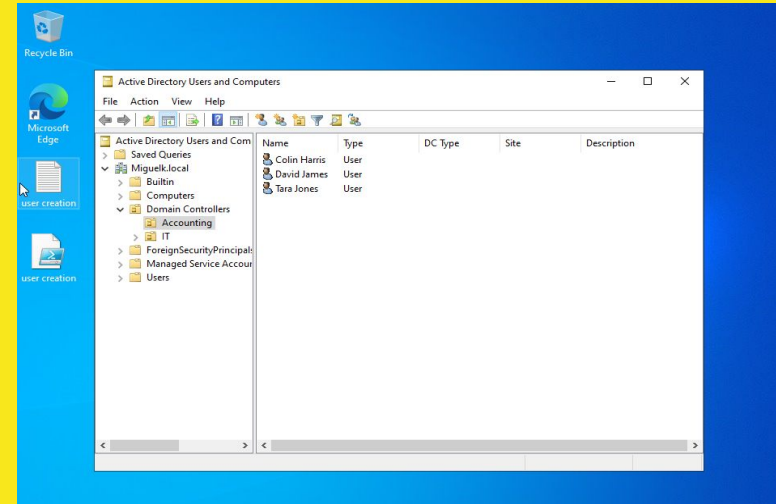 Recycle Bin
Microsoft
Edge
user creation
user creation
Active Directory Users and Computers
File Action View Help
Active Directory Users and Com
Saved Queries
Miguelk.local
Builtin
Computers
Domain Controllers
Accounting
IT
ForeignSecurityPrincipals
Managed Service Accour
Users
Name Type DC Type Site Description
Colin Harris User
David James User
Tara Jones User